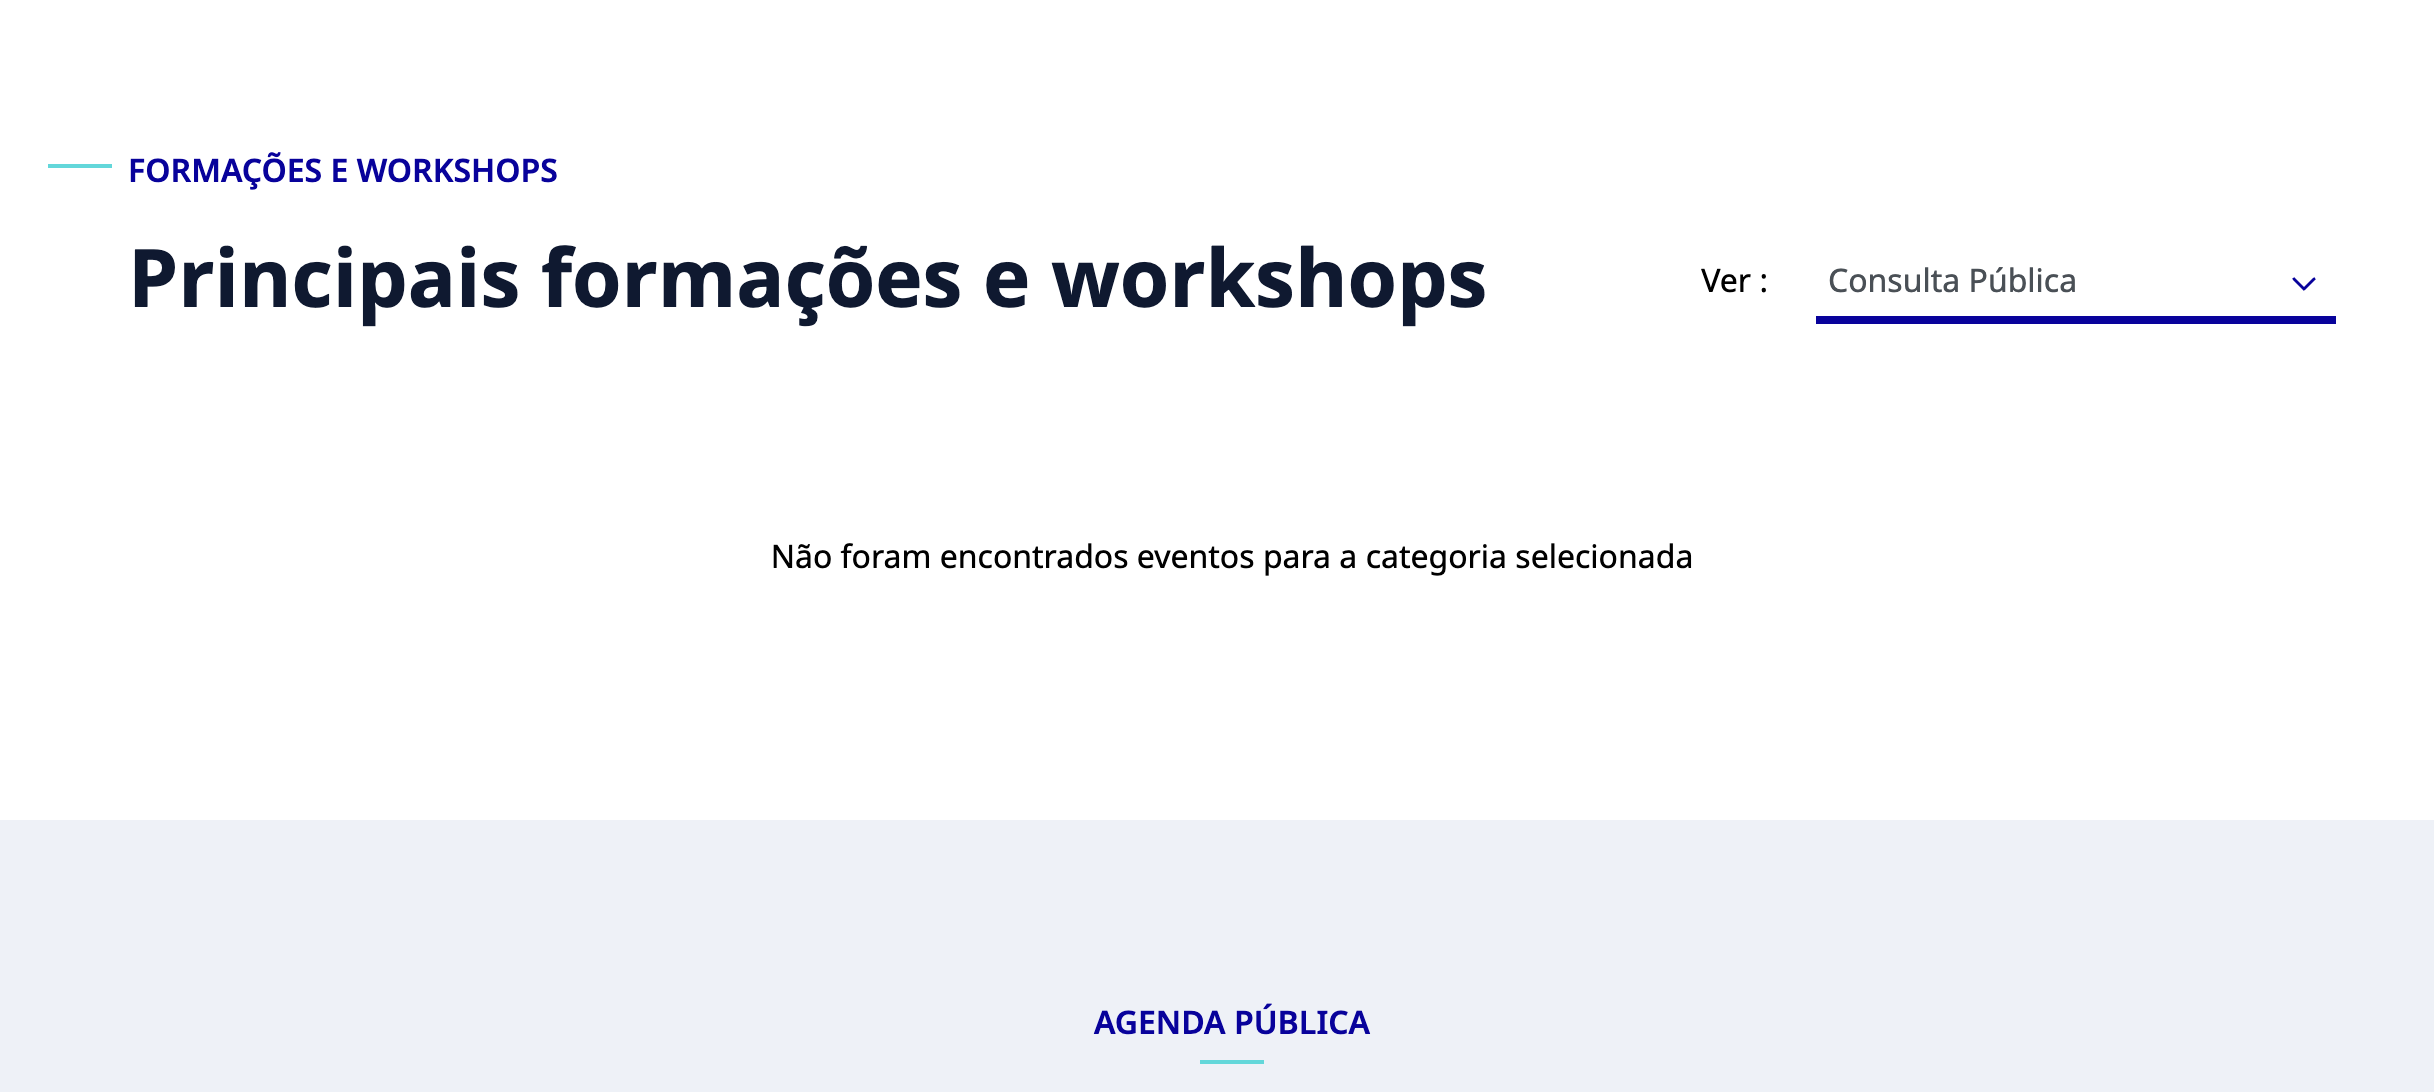 FORMAÇÕES E WORKSHOPS
Principais formações e workshops
Ver :
Consulta Pública
Não foram encontrados eventos para a categoria selecionada
AGENDA PÚBLICA